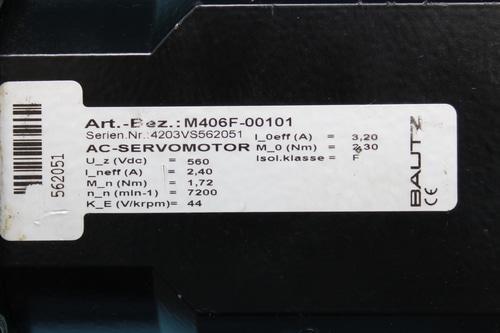 Art.-Bez.: M406F-00101
Serien.Nr.: 4203VS562051
AC-SERVOMOTOR
U_z (Vdc) = 560
I_neff (A) = 2,40
M_n (Nm) = 1,72
n_n (min-1) = 7200
K_E (V/krpm)= 44
I_0eff (A) = 3,20
M_0 (Nm) = 2,30
Isol.klasse = F
562051
BAUTZ
CE